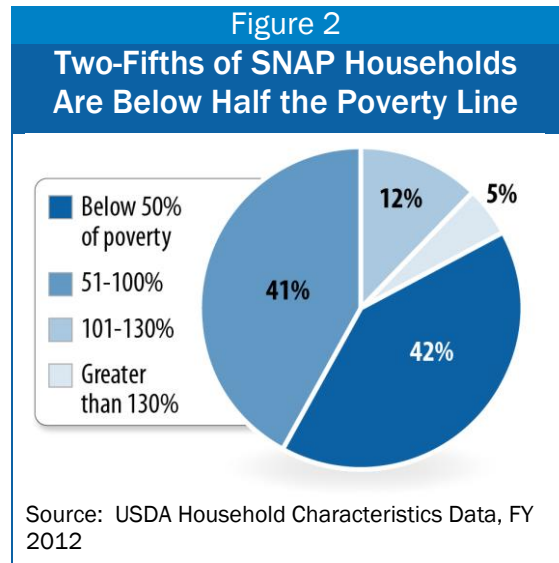 Figure 2
Two-Fifths of SNAP Households
Are Below Half the Poverty Line
Below 50%
of poverty
51-100%
101-130%
Greater
than 130%
12%
5%
41%
42%
Source: USDA Household Characteristics Data, FY
2012